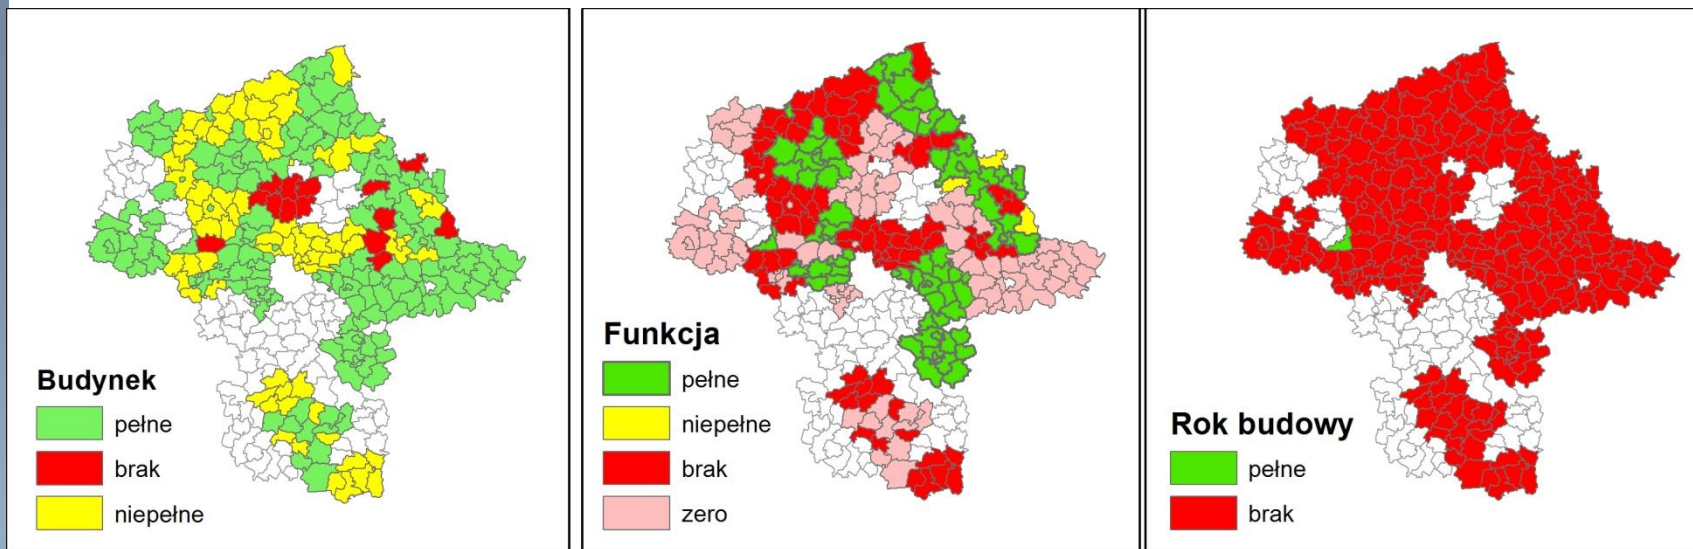 Budynek
pełne
brak
niepełne
Funkcja
pełne
niepełne
brak
zero
Rok budowy
pełne
brak